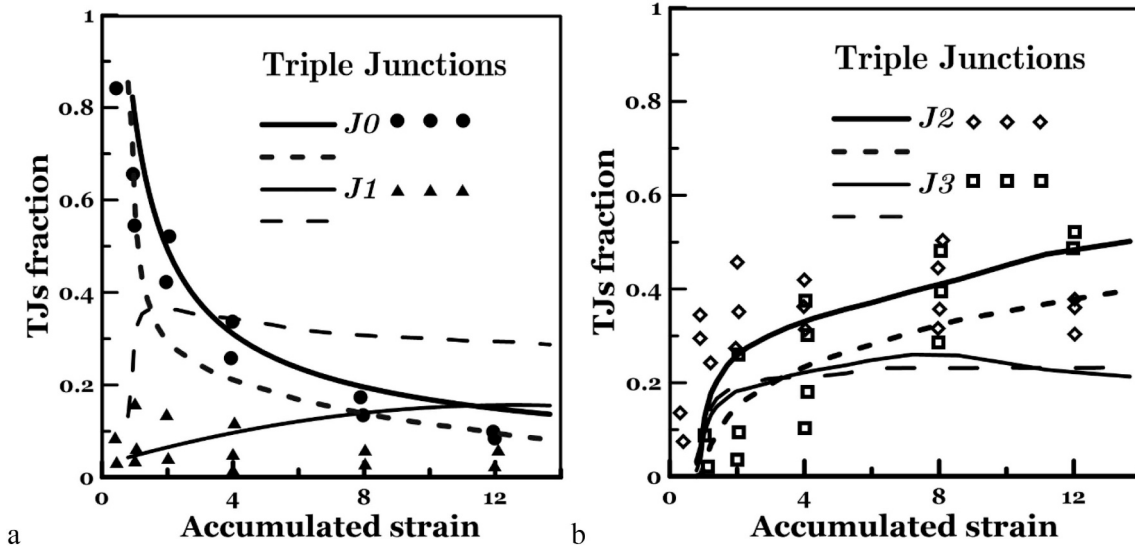 1
0.8
0.6
0.4
0.2
0
TJs fraction
Triple Junctions
J0
J1
0
4
8
12
Accumulated strain
a
1
0.8
0.6
0.4
0.2
0
TJs fraction
Triple Junctions
J2
J3
0
4
8
12
Accumulated strain
b